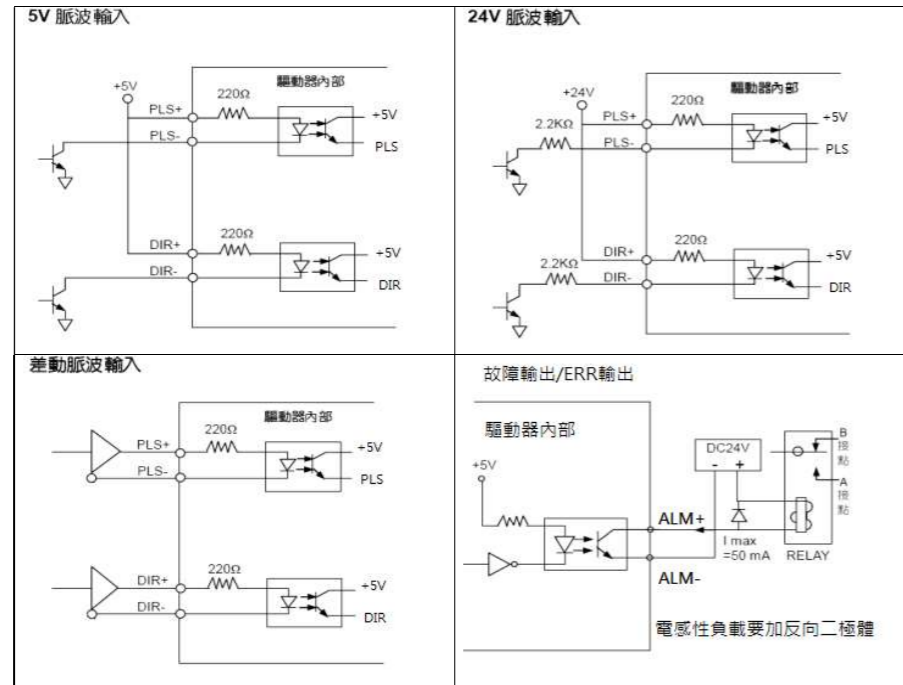 5V 脈波輸入
驅動器內部
+5V
220Ω
PLS+
+5V
PLS-
PLS
220Ω
DIR+
+5V
DIR-
DIR
24V 脈波輸入
驅動器內部
+24V
220Ω
PLS+
+5V
2.2KΩ
PLS-
PLS
220Ω
DIR+
+5V
2.2KΩ
DIR-
DIR
差動脈波輸入
驅動器內部
220Ω
PLS+
+5V
PLS-
PLS
220Ω
DIR+
+5V
DIR-
DIR
故障輸出/ERR輸出
驅動器內部
+5V
DC24V
- +
B
接
點
A
接
點
ALM+
I max
=50 mA
RELAY
ALM-
電感性負載要加反向二極體